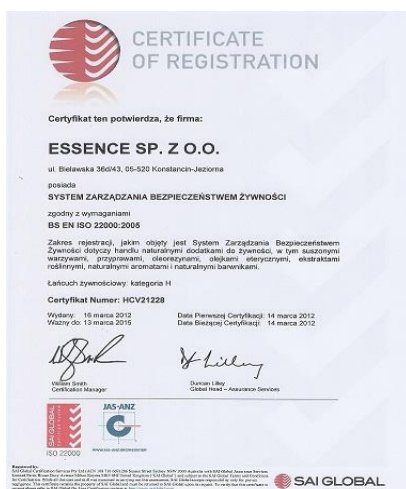 CERTIFICATE
OF REGISTRATION
Certyfikat ten potwierdza, że firma:
ESSENCE SP. Z O.O.
ul. Bielawska 36d/43, 05-520 Konstancin-Jeziorna
posiada
SYSTEM ZARZĄDZANIA BEZPIECZEŃSTWEM ŻYWNOŚCI
zgodny z wymaganiami
BS EN ISO 22000:2005
Zakres rejestracji, jakim objęty jest System Zarządzania Bezpieczeństwem
Żywności dotyczy handlu naturalnymi dodatkami do żywności, w tym suszonymi
warzywami, przyprawami, oleorezynami, olejkami eterycznymi, ekstraktami
roślinnymi, naturalnymi aromatami i naturalnymi barwnikami.
Łańcuch żywnościowy: kategoria H
Certyfikat Numer: HCV21228
Wydany: 16 marca 2012
Ważny do: 13 marca 2015
Data Pierwszej Certyfikacji: 14 marca 2012
Data Bieżącej Certyfikacji: 14 marca 2012
William Smith
Certification Manager
Duncan Lilley
Global Head – Assurance Services
SAI GLOBAL
ISO 22000
JAS-ANZ
SAI GLOBAL